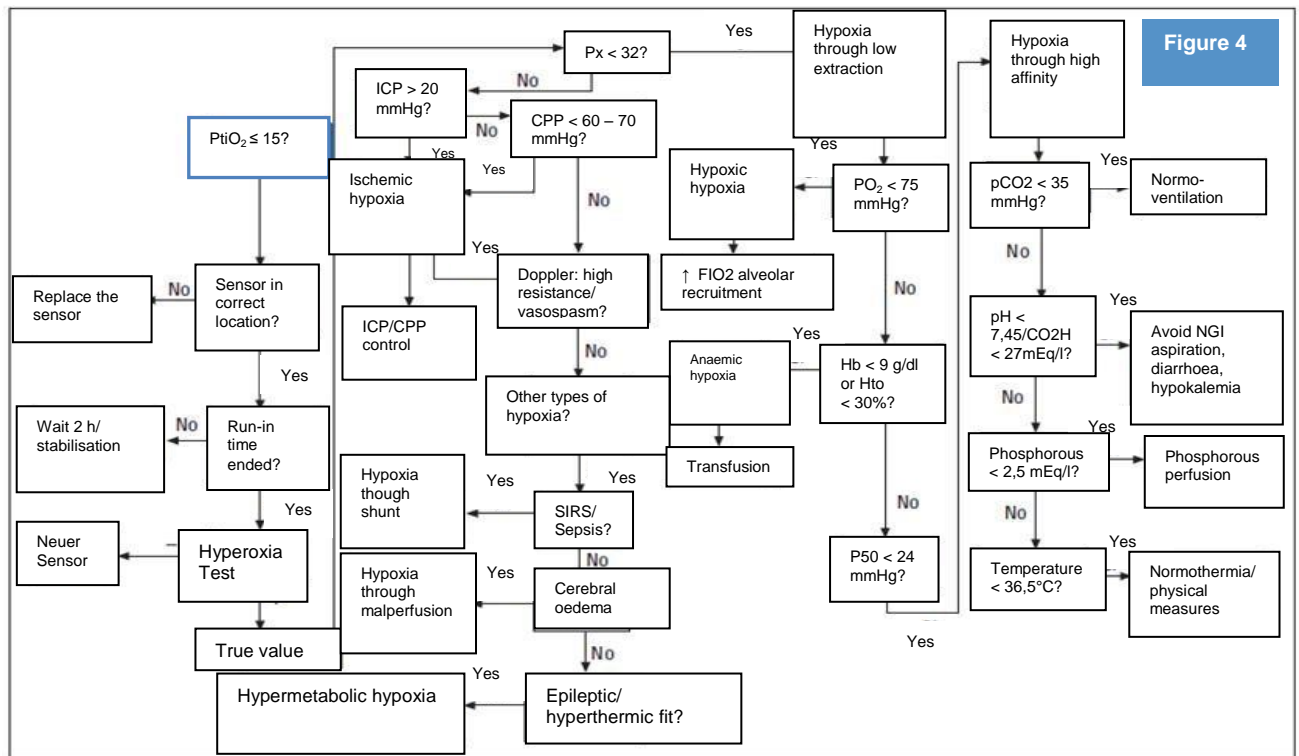 Figure 4
PtiO₂ ≤ 15?
Sensor in
correct
location?
No
Replace the
sensor
Yes
Run-in
time
ended?
No
Wait 2 h/
stabilisation
Yes
Hyperoxia
Test
Neuer
Sensor
True value
Px < 32?
Yes
No
ICP > 20
mmHg?
No
Yes
CPP < 60 – 70
mmHg?
Yes
No
Ischemic
hypoxia
ICP/CPP
control
Yes
Doppler: high
resistance/
vasospasm?
No
Other types of
hypoxia?
Yes
SIRS/
Sepsis?
Yes
Hypoxia
though
shunt
No
Cerebral
oedema
Yes
Hypoxia
through
malperfusion
No
Epileptic/
hyperthermic fit?
Yes
Hypermetabolic hypoxia
Hypoxia
through low
extraction
Yes
PO₂ < 75
mmHg?
Hypoxic
hypoxia
↑ FIO2 alveolar
recruitment
No
Hb < 9 g/dl
or Hto
< 30%?
Yes
Anaemic
hypoxia
Transfusion
No
P50 < 24
mmHg?
Yes
Hypoxia
through high
affinity
pCO2 < 35
mmHg?
Yes
Normo-
ventilation
No
pH <
7,45/CO2H
< 27mEq/l?
Yes
Avoid NGI
aspiration,
diarrhoea,
hypokalemia
No
Phosphorous
< 2,5 mEq/l?
Yes
Phosphorous
perfusion
No
Temperature
< 36,5°C?
Yes
Normothermia/
physical
measures